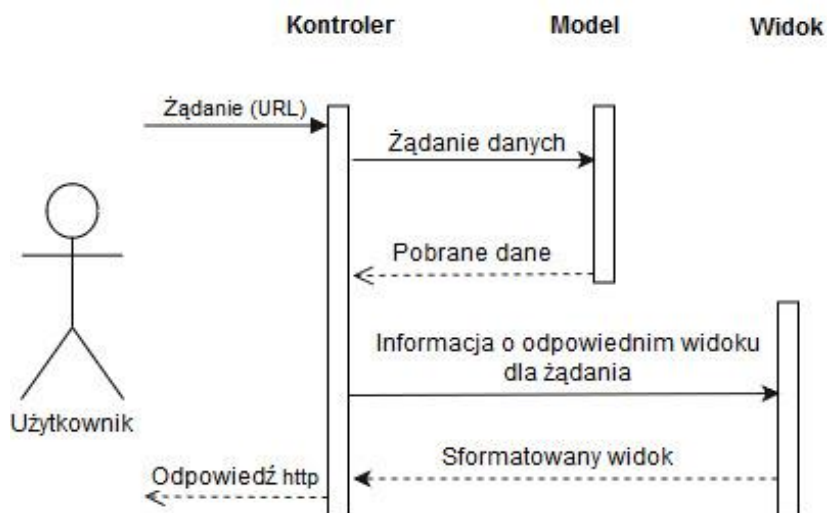 Kontroler
Model
Widok
Żądanie (URL)
Żądanie danych
Pobrane dane
Informacja o odpowiednim widoku
dla żądania
Użytkownik
Sformatowany widok
Odpowiedź http